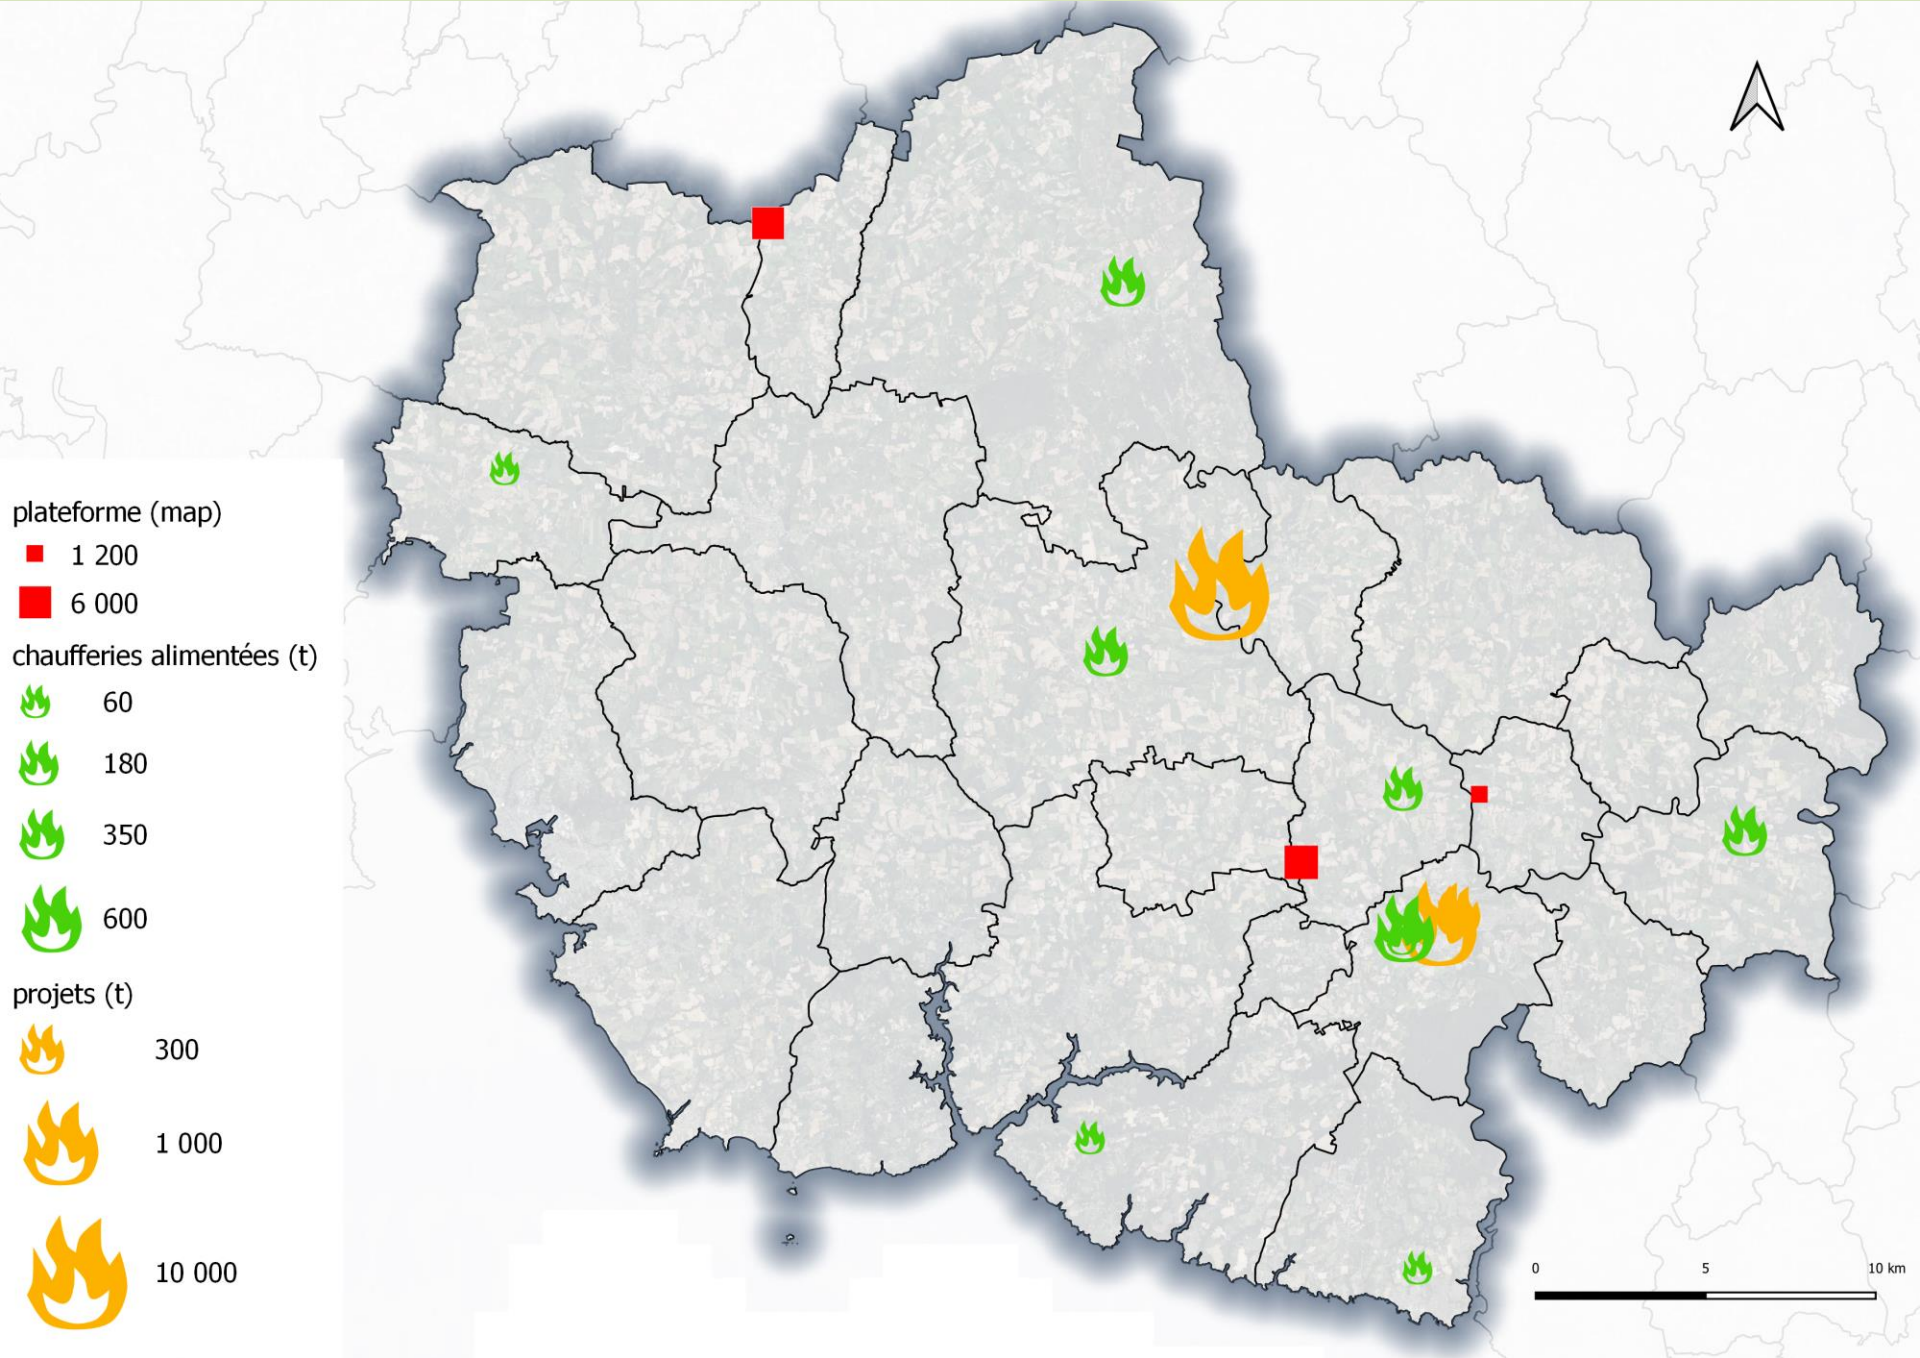 plateforme (map)
1 200
6 000
chaufferies alimentées (t)
60
180
350
600
projets (t)
300
1 000
10 000
0 5 10 km